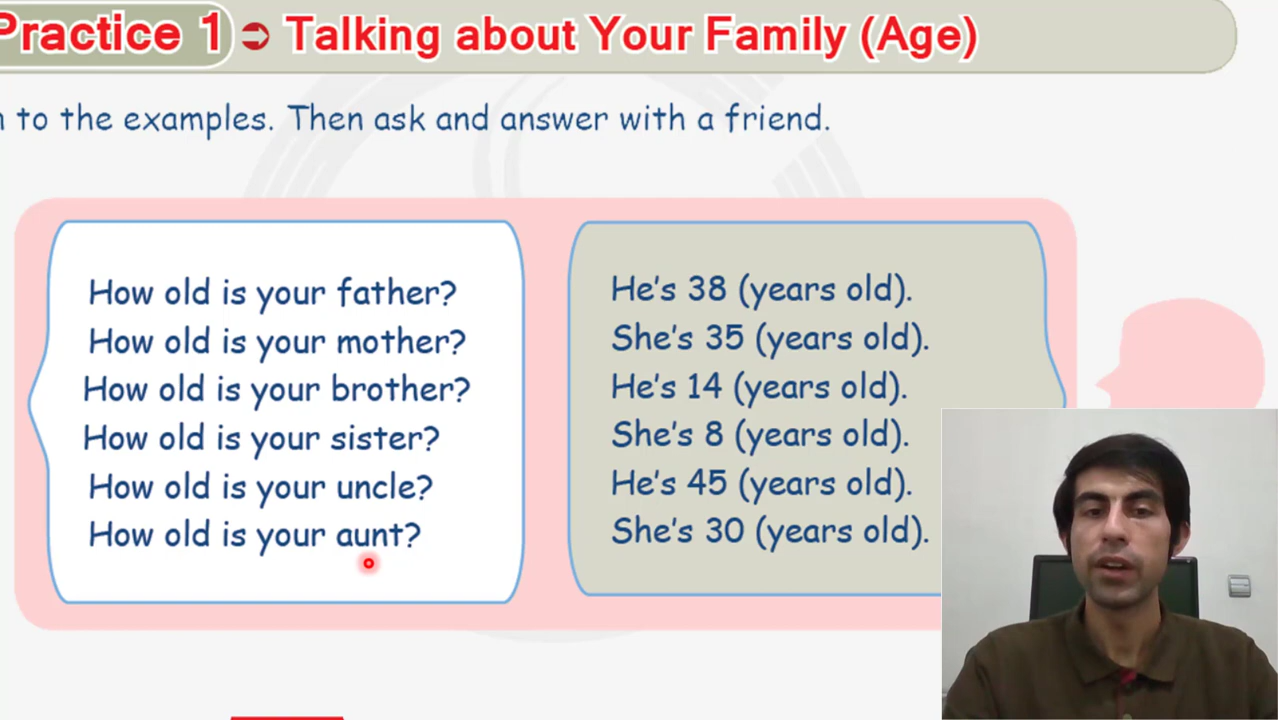 Practice 1 Talking about Your Family (Age)
to the examples. Then ask and answer with a friend.
How old is your father?
How old is your mother?
How old is your brother?
How old is your sister?
How old is your uncle?
How old is your aunt?
He's 38 (years old).
She's 35 (years old).
He's 14 (years old).
She's 8 (years old).
He's 45 (years old).
She's 30 (years old).